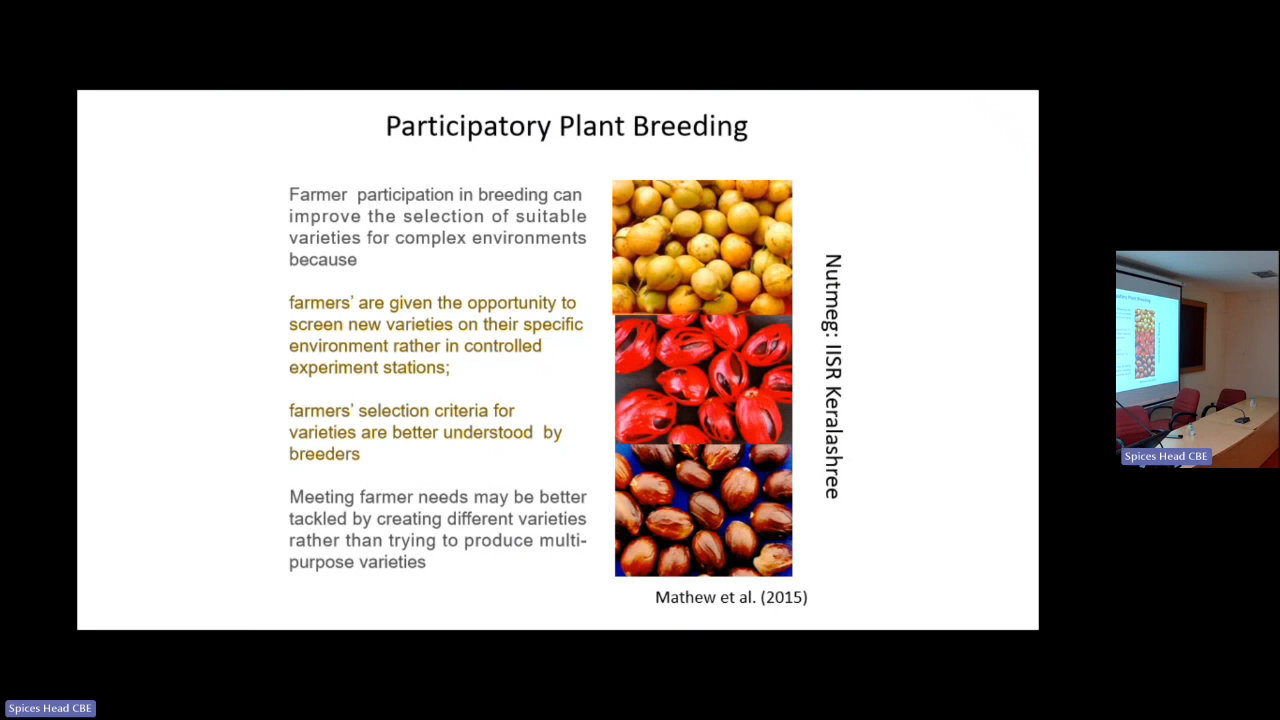 Participatory Plant Breeding
Farmer participation in breeding can
improve the selection of suitable
varieties for complex environments
because
farmers' are given the opportunity to
screen new varieties on their specific
environment rather in controlled
experiment stations;
farmers' selection criteria for
varieties are better understood by
breeders
Meeting farmer needs may be better
tackled by creating different varieties
rather than trying to produce multi-
purpose varieties
Nutmeg: IISR Keralashree
Mathew et al. (2015)
Spices Head CBE
Spices Head CBE